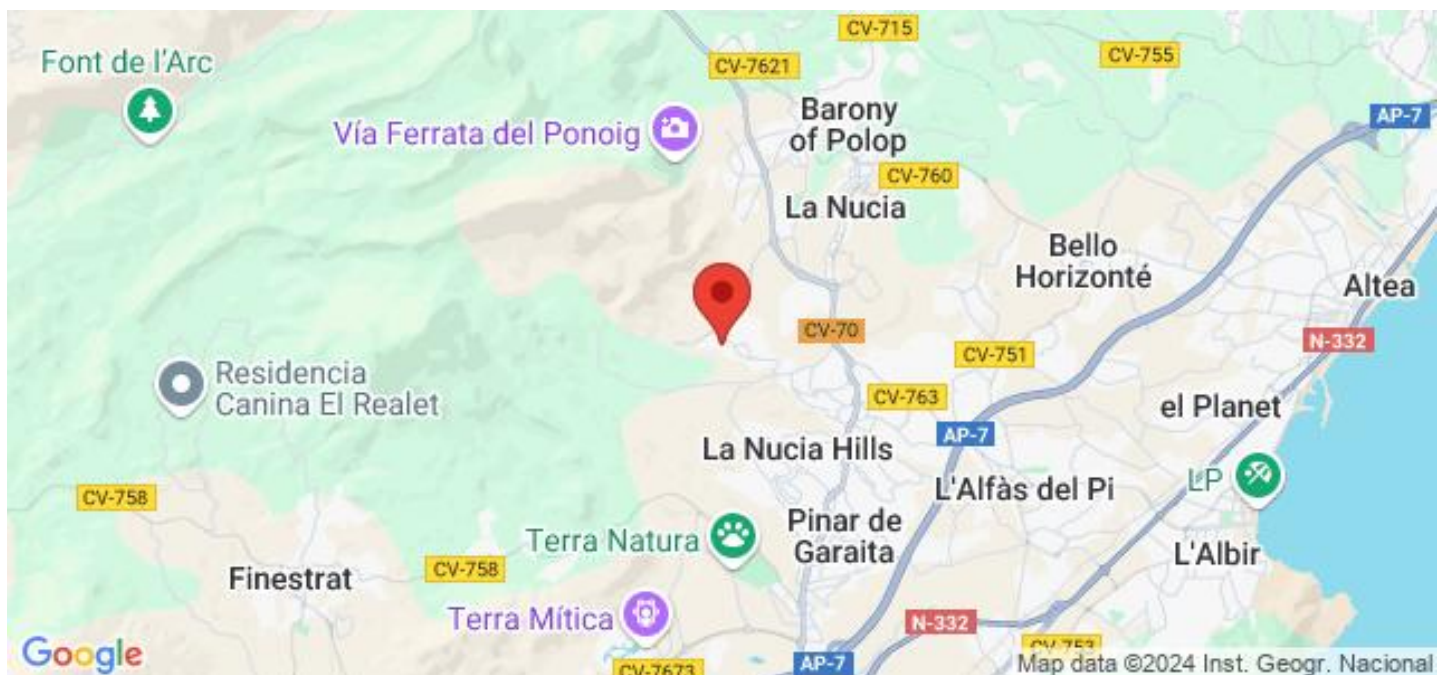 CV-715
CV-755
Font de l'Arc
CV-7621
Barony
of Polop
AP-7
Vía Ferrata del Ponoig
CV-760
La Nucia
Bello
Horizonté
Altea
CV-70
N-332
CV-751
Residencia
Canina El Realet
CV-763
el Planet
AP-7
La Nucia Hills
LP
L'Alfàs del Pi
CV-758
Pinar de
Garaita
Terra Natura
L'Albir
Finestrat
CV-758
Terra Mítica
N-332
CV-753
Google
CV-7673
AP-7
Map data ©2024 Inst. Geogr. Nacional